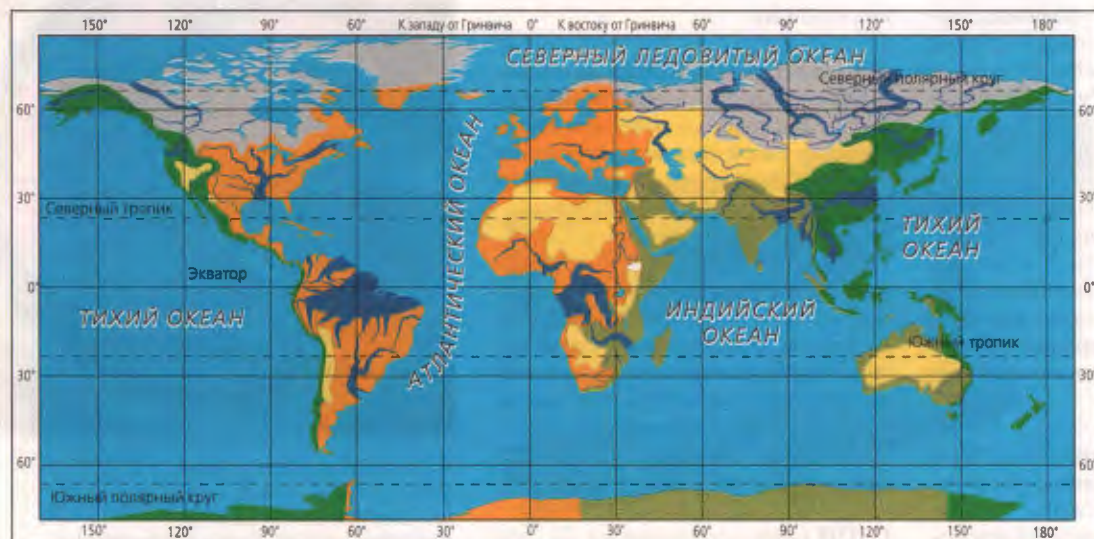 150° 120° 90° 60° К западу от Гринвича 0° К востоку от Гринвича 60° 90° 120° 150° 180°
СЕВЕРНЫЙ ЛЕДОВИТЫЙ ОКЕАН
Северный полярный круг
60° 60°
АТЛАНТИЧЕСКИЙ ОКЕАН
30° 30°
Северный тропик
ТИХИЙ
ОКЕАН
Экватор
0° 0°
ТИХИЙ ОКЕАН
ИНДИЙСКИЙ
ОКЕАН
Южный тропик
30° 30°
60° 60°
Южный полярный круг
150° 120° 90° 60° 30° 0° 30° 60° 90° 120° 150° 180°